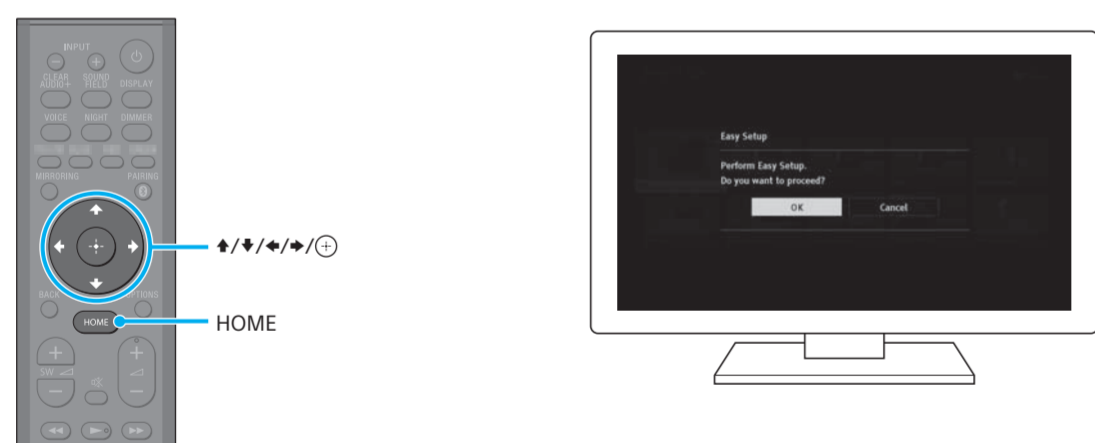 INPUT
CLEAR AUDIO+
SOUND FIELD
DISPLAY
VOICE
NIGHT
DIMMER
MIRRORING
PAIRING
BACK
OPTIONS
HOME
SW
↑/↓/←/→/⊕
HOME
Easy Setup
Perform Easy Setup.
Do you want to proceed?
OK
Cancel